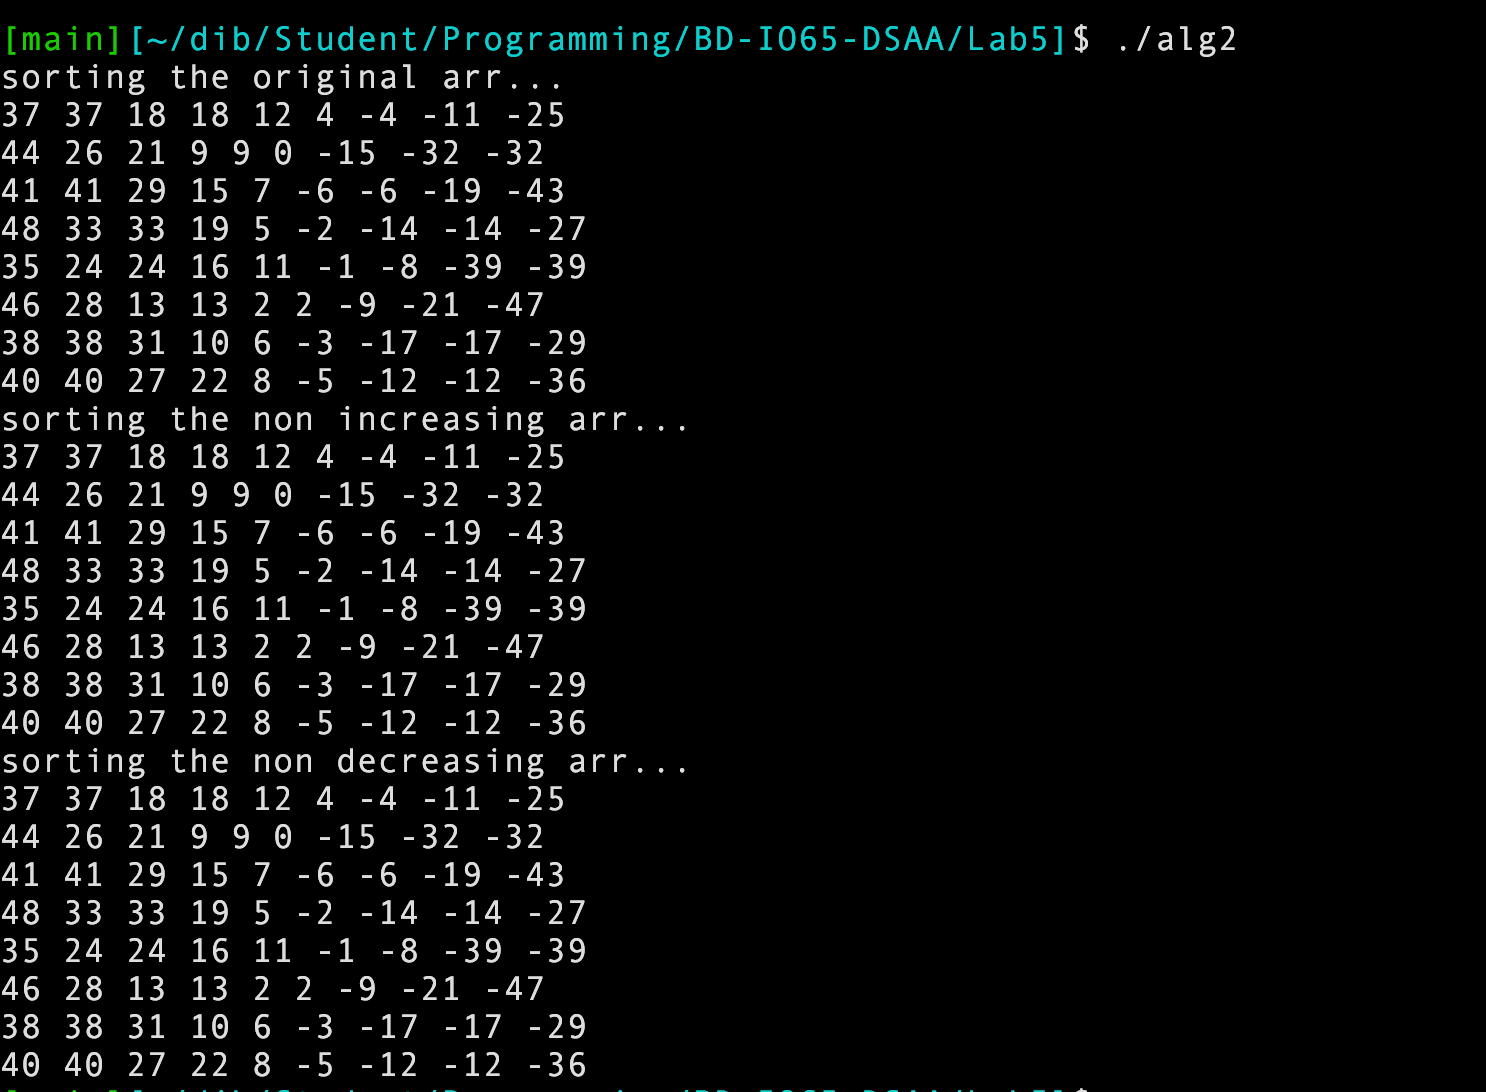 [main][~/dib/Student/Programming/BD-IO65-DSAA/Lab5]$ ./alg2
sorting the original arr...
37 37 18 18 12 4 -4 -11 -25
44 26 21 9 9 0 -15 -32 -32
41 41 29 15 7 -6 -6 -19 -43
48 33 33 19 5 -2 -14 -14 -27
35 24 24 16 11 -1 -8 -39 -39
46 28 13 13 2 2 -9 -21 -47
38 38 31 10 6 -3 -17 -17 -29
40 40 27 22 8 -5 -12 -12 -36
sorting the non increasing arr...
37 37 18 18 12 4 -4 -11 -25
44 26 21 9 9 0 -15 -32 -32
41 41 29 15 7 -6 -6 -19 -43
48 33 33 19 5 -2 -14 -14 -27
35 24 24 16 11 -1 -8 -39 -39
46 28 13 13 2 2 -9 -21 -47
38 38 31 10 6 -3 -17 -17 -29
40 40 27 22 8 -5 -12 -12 -36
sorting the non decreasing arr...
37 37 18 18 12 4 -4 -11 -25
44 26 21 9 9 0 -15 -32 -32
41 41 29 15 7 -6 -6 -19 -43
48 33 33 19 5 -2 -14 -14 -27
35 24 24 16 11 -1 -8 -39 -39
46 28 13 13 2 2 -9 -21 -47
38 38 31 10 6 -3 -17 -17 -29
40 40 27 22 8 -5 -12 -12 -36